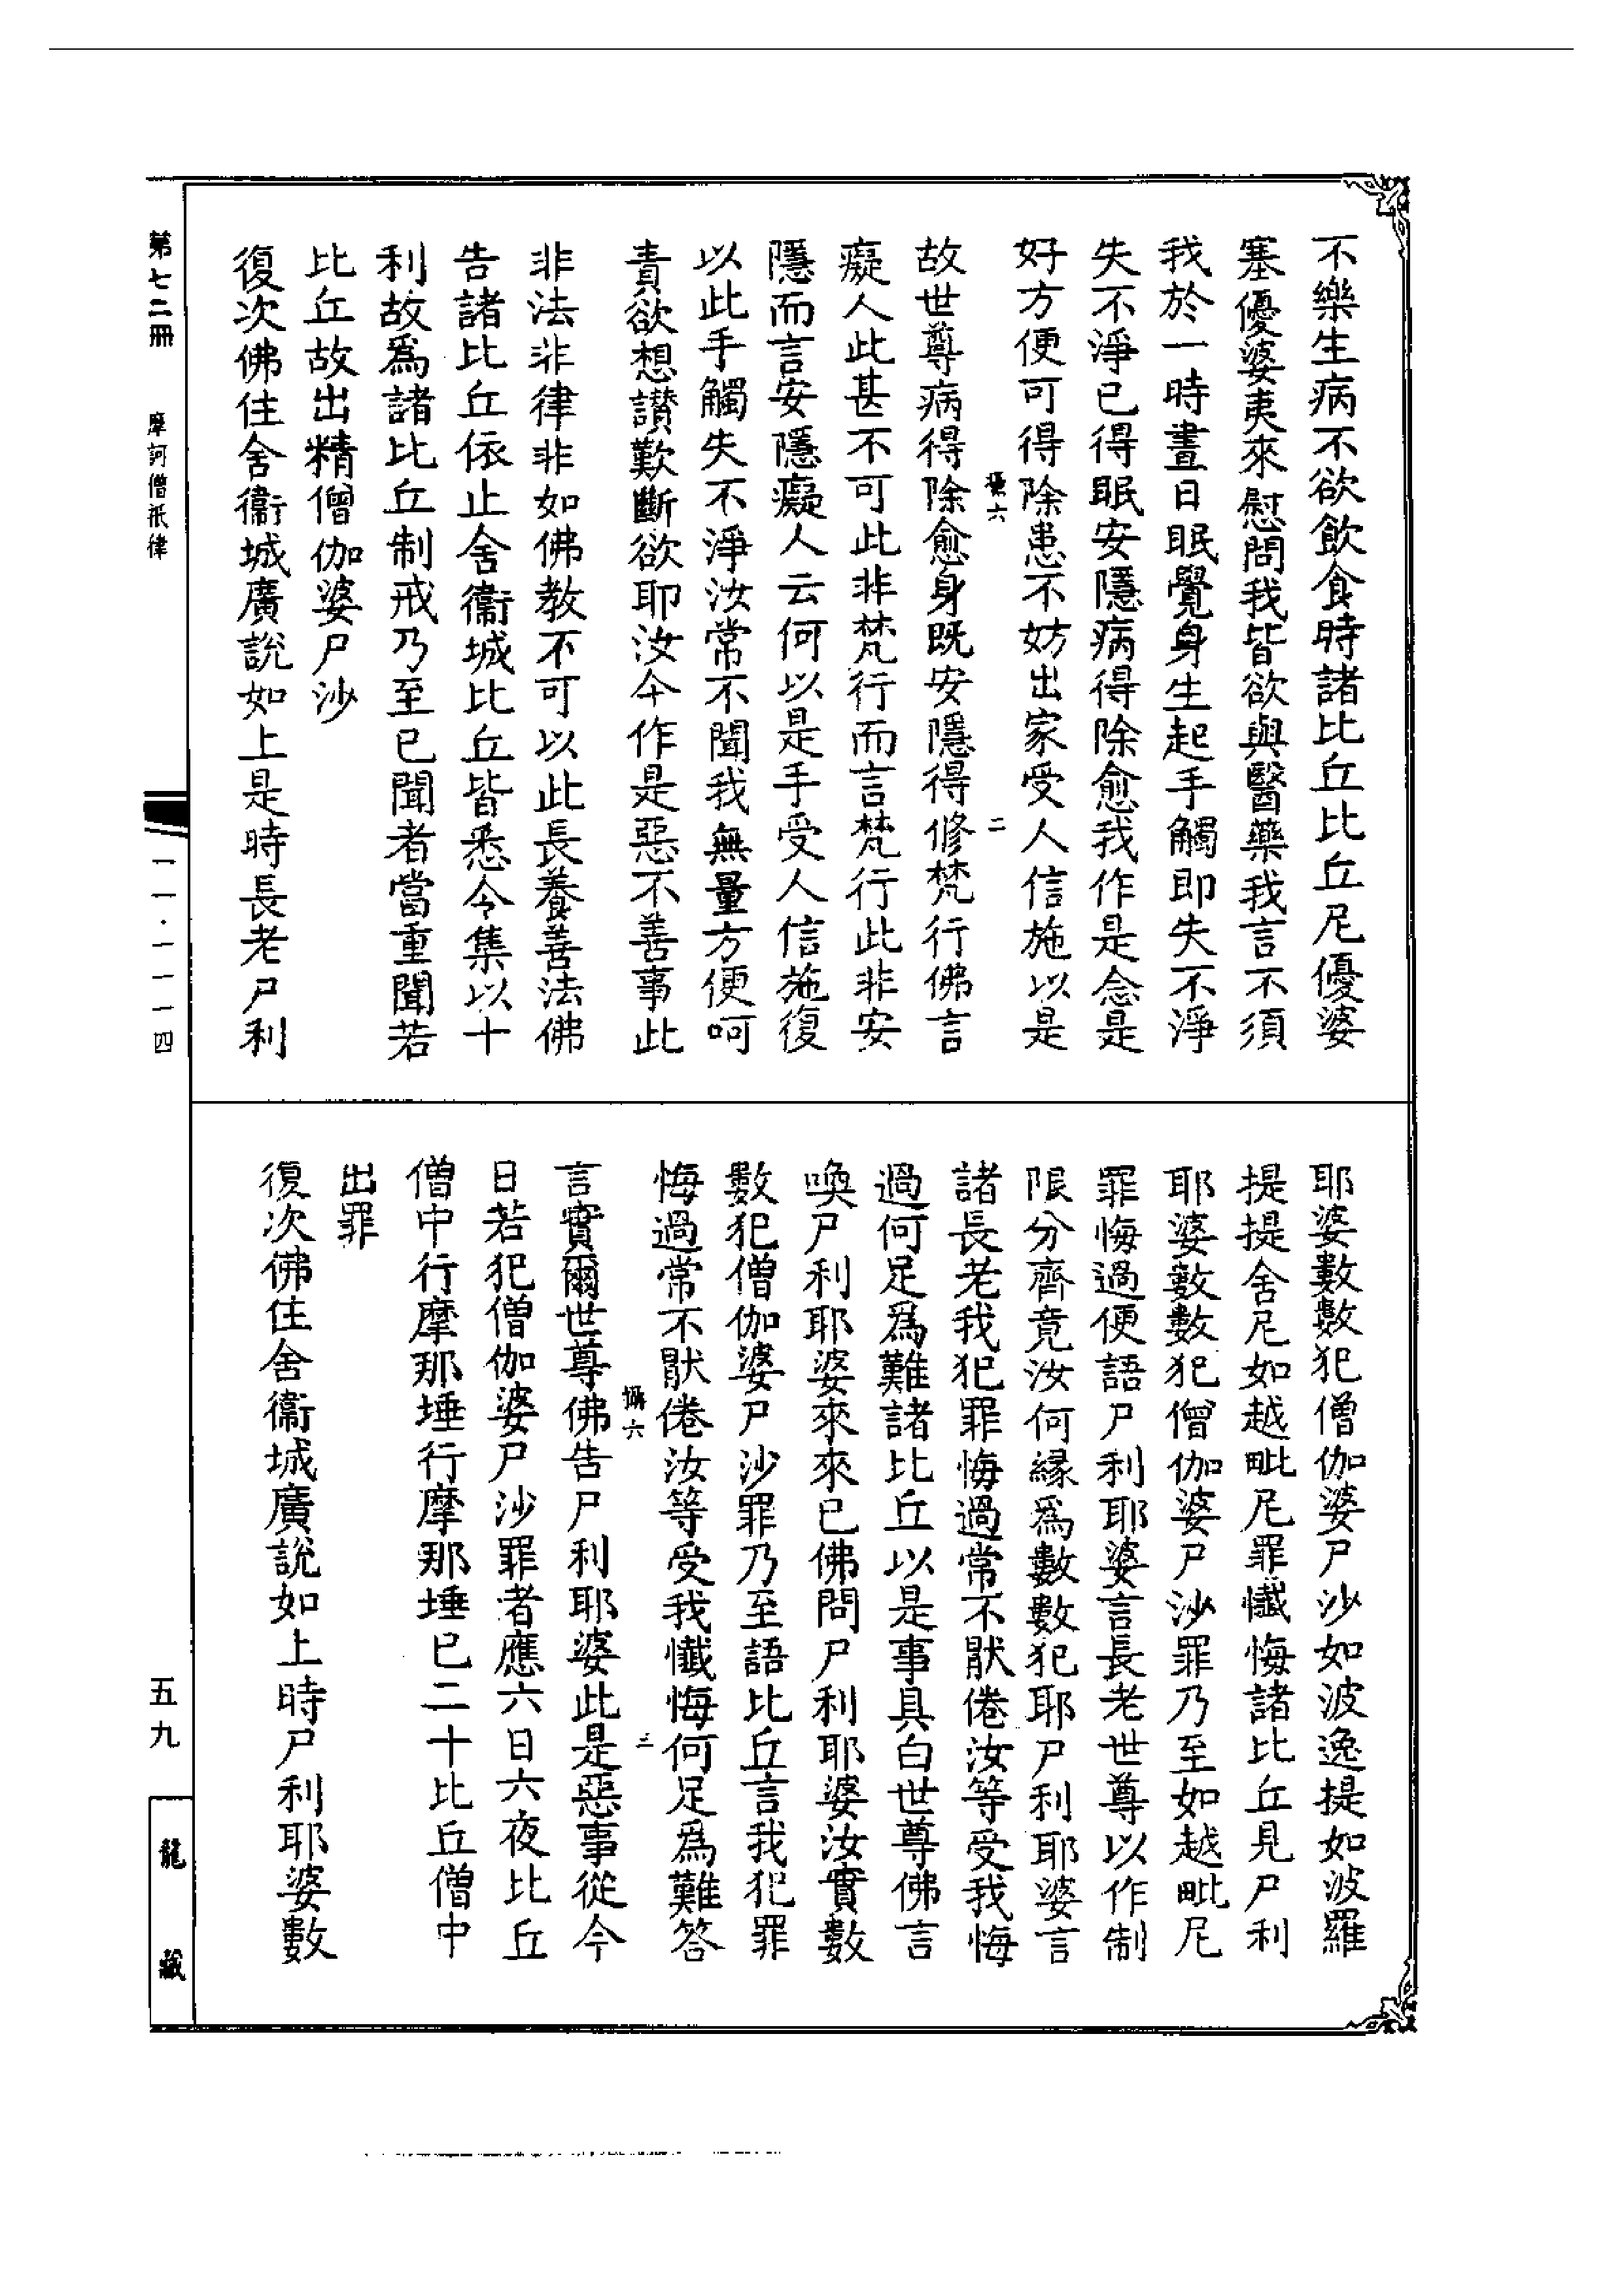 不樂生病不欲飲食時諸比丘比丘尼優婆
塞優婆夷來慰問我皆欲與醫藥我言不須
我於一時晝日眠覺身生起手觸即失不淨
失不淨已得眠安隱病得除愈我作是念是
好方便可得除患不妨出家受人信施以是
故世尊病得除愈身既安隱得修梵行佛言
癡人此甚不可此非梵行而言梵行此非安
隱而言安隱癡人云何以是手受人信施復
以此手觸失不淨汝常不聞我無量方便呵
責欲想讚歎斷欲耶汝今作是惡不善事此
非法非律非如佛教不可以此長養善法佛
告諸比丘依止舍衞城比丘皆悉令集以十
利故爲諸比丘制戒乃至已聞者當重聞若
比丘故出精僧伽婆尸沙
復次佛住舍衞城廣說如上是時長老尸利
二
耶婆數數犯僧伽婆尸沙如波逸提如波羅
提提舍尼如越毗尼罪懺悔諸比丘見尸利
耶婆數數犯僧伽婆尸沙罪乃至如越毗尼
罪悔過便語尸利耶婆言長老世尊以作制
限分齊竟汝何緣爲數數犯耶尸利耶婆言
諸長老我犯罪悔過常不厭倦汝等受我悔
過何足爲難諸比丘以是事具白世尊佛言
喚尸利耶婆來來已佛問尸利耶婆汝實數
數犯僧伽婆尸沙罪乃至語比丘言我犯罪
悔過常不厭倦汝等受我懺悔何足爲難答
言實爾世尊佛告尸利耶婆此是惡事從今
日若犯僧伽婆尸沙罪者應六日六夜比丘
僧中行摩那埵行摩那埵已二十比丘僧中
出罪
復次佛住舍衞城廣說如上時尸利耶婆數
三
第七二冊 摩訶僧祇律
一一·一一一四
五九
龍藏